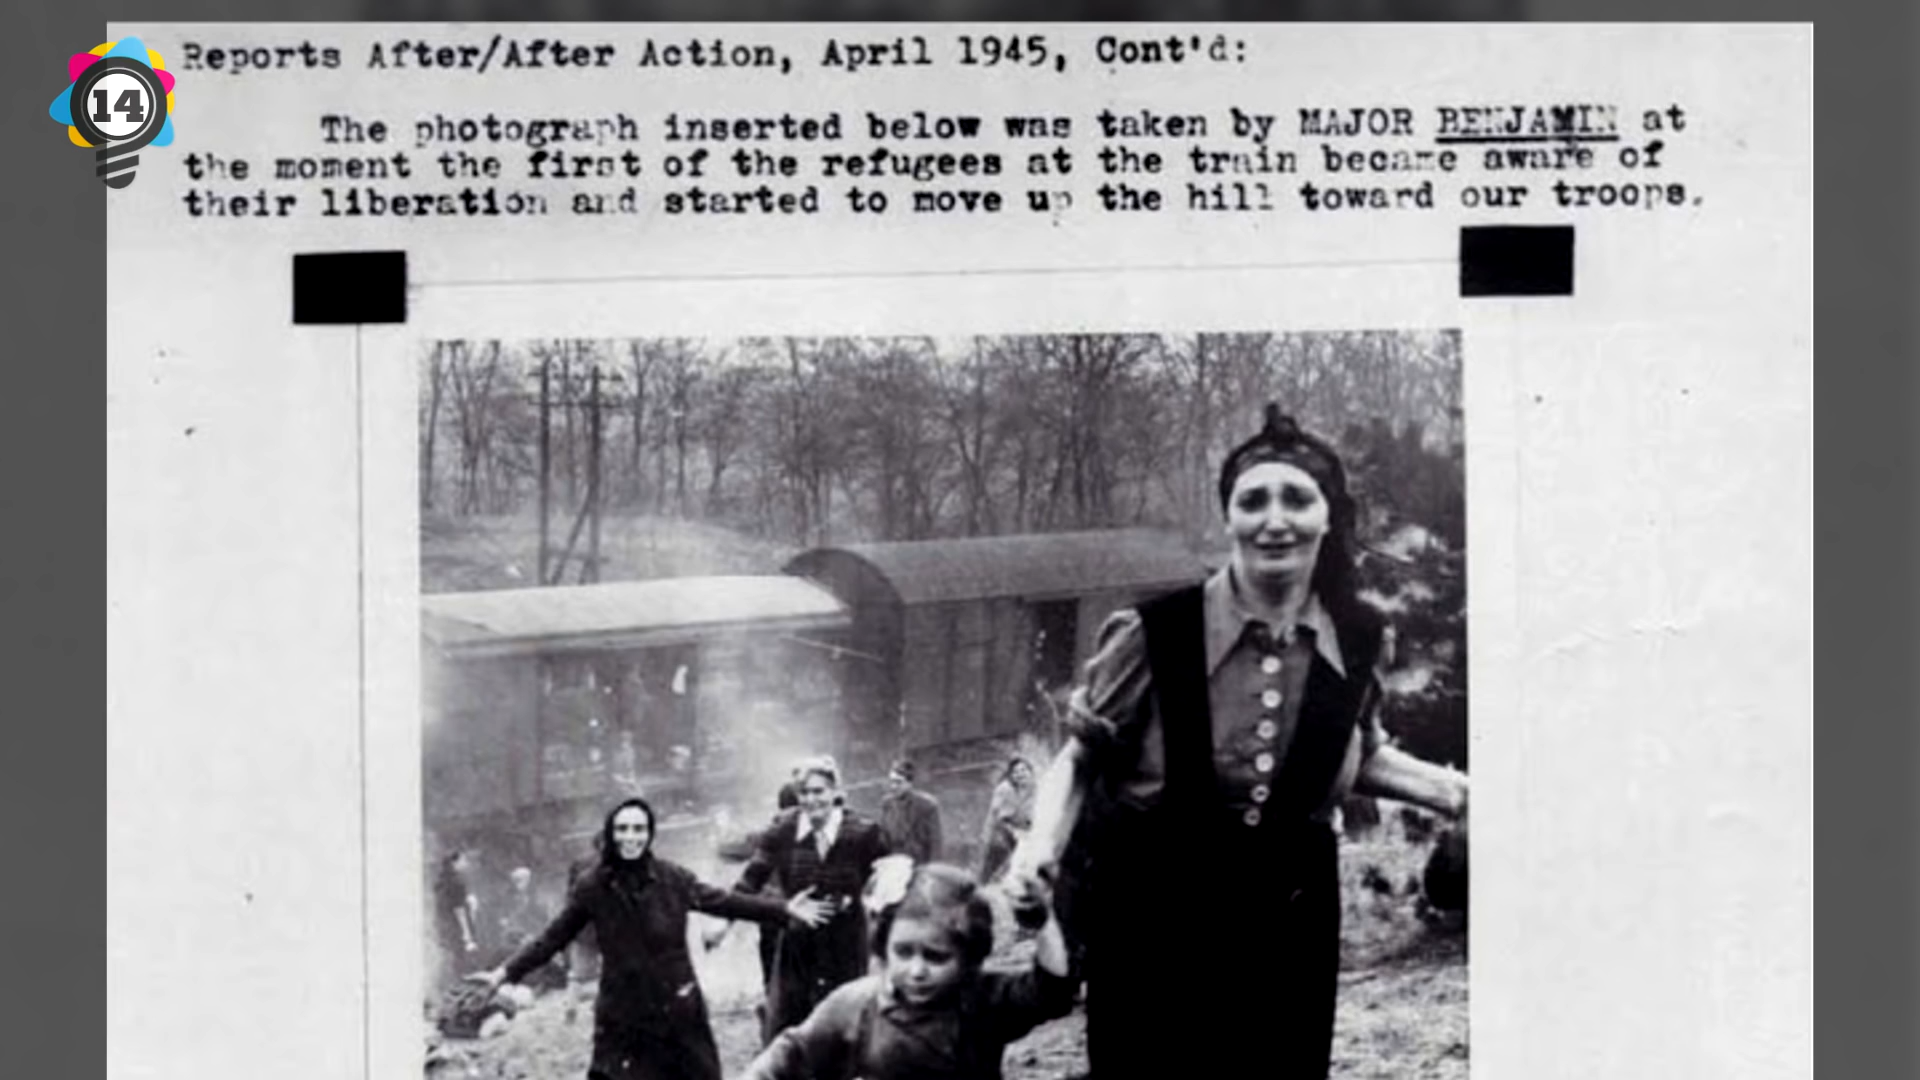 14
Reports After/After Action, April 1945, Cont'd:
The photograph inserted below was taken by MAJOR BENJAMIN at
the moment the first of the refugees at the train became aware of
their liberation and started to move up the hill toward our troops.